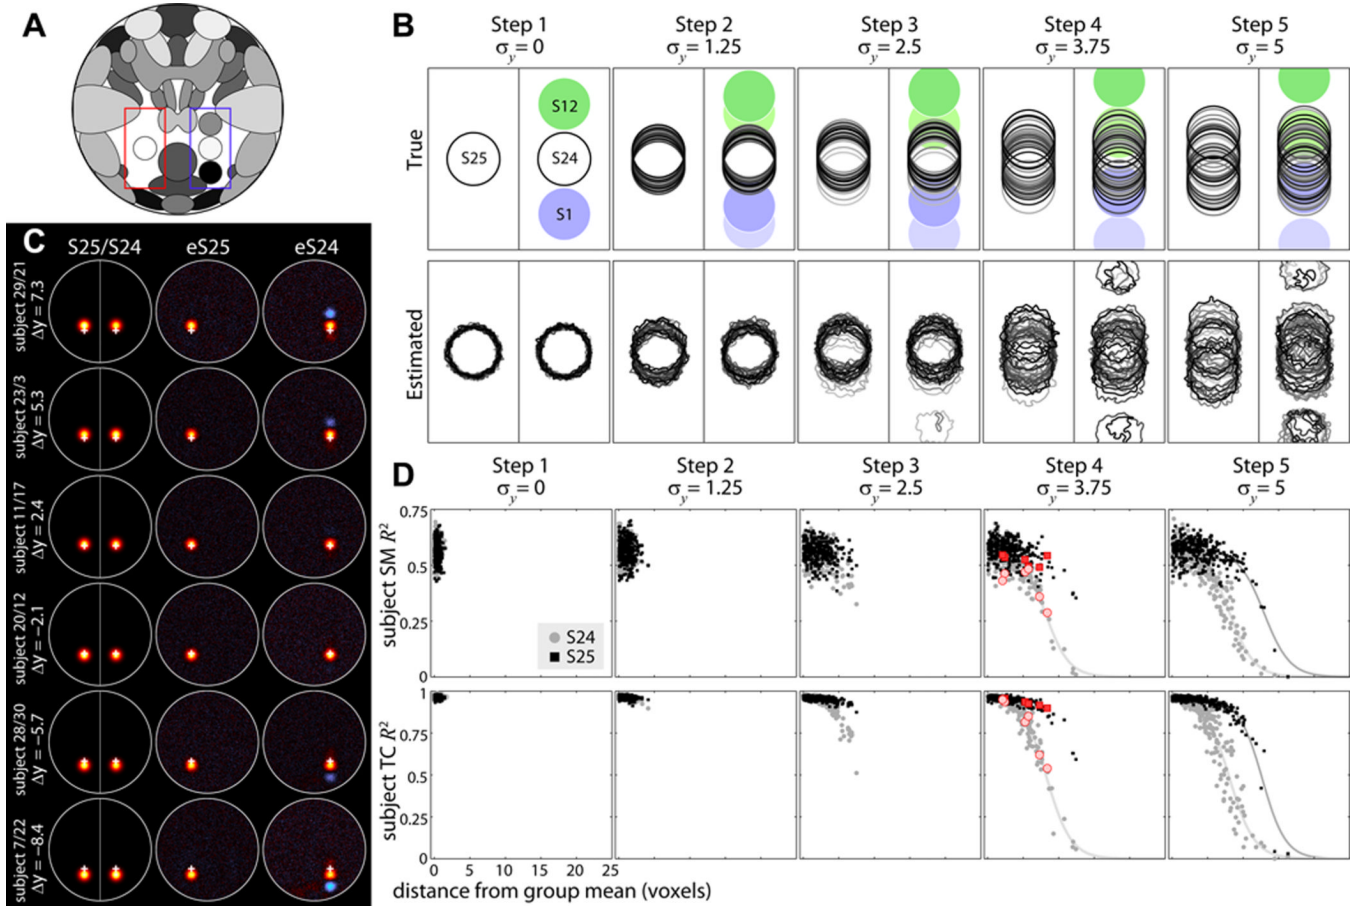 A
B
Step 1
σy= 0
Step 2
σy= 1.25
Step 3
σy= 2.5
Step 4
σy= 3.75
Step 5
σy= 5
True
S25
S12
S24
S1
Estimated
C
S25/S24
eS25
eS24
subject 29/21
Δy = 7.3
subject 23/3
Δy = 5.3
subject 11/17
Δy = 2.4
subject 20/12
Δy = −2.1
subject 28/30
Δy = −5.7
subject 7/22
Δy = −8.4
D
Step 1
σy= 0
Step 2
σy= 1.25
Step 3
σy= 2.5
Step 4
σy= 3.75
Step 5
σy= 5
subject SM R²
0.75
0.5
0.25
0
S24
S25
subject TC R²
1
0.75
0.5
0.25
0
0 5 10 15 20 25
distance from group mean (voxels)